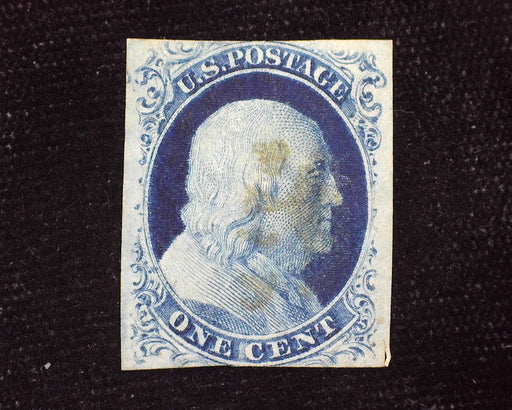 U.S. POSTAGE
ONE CENT